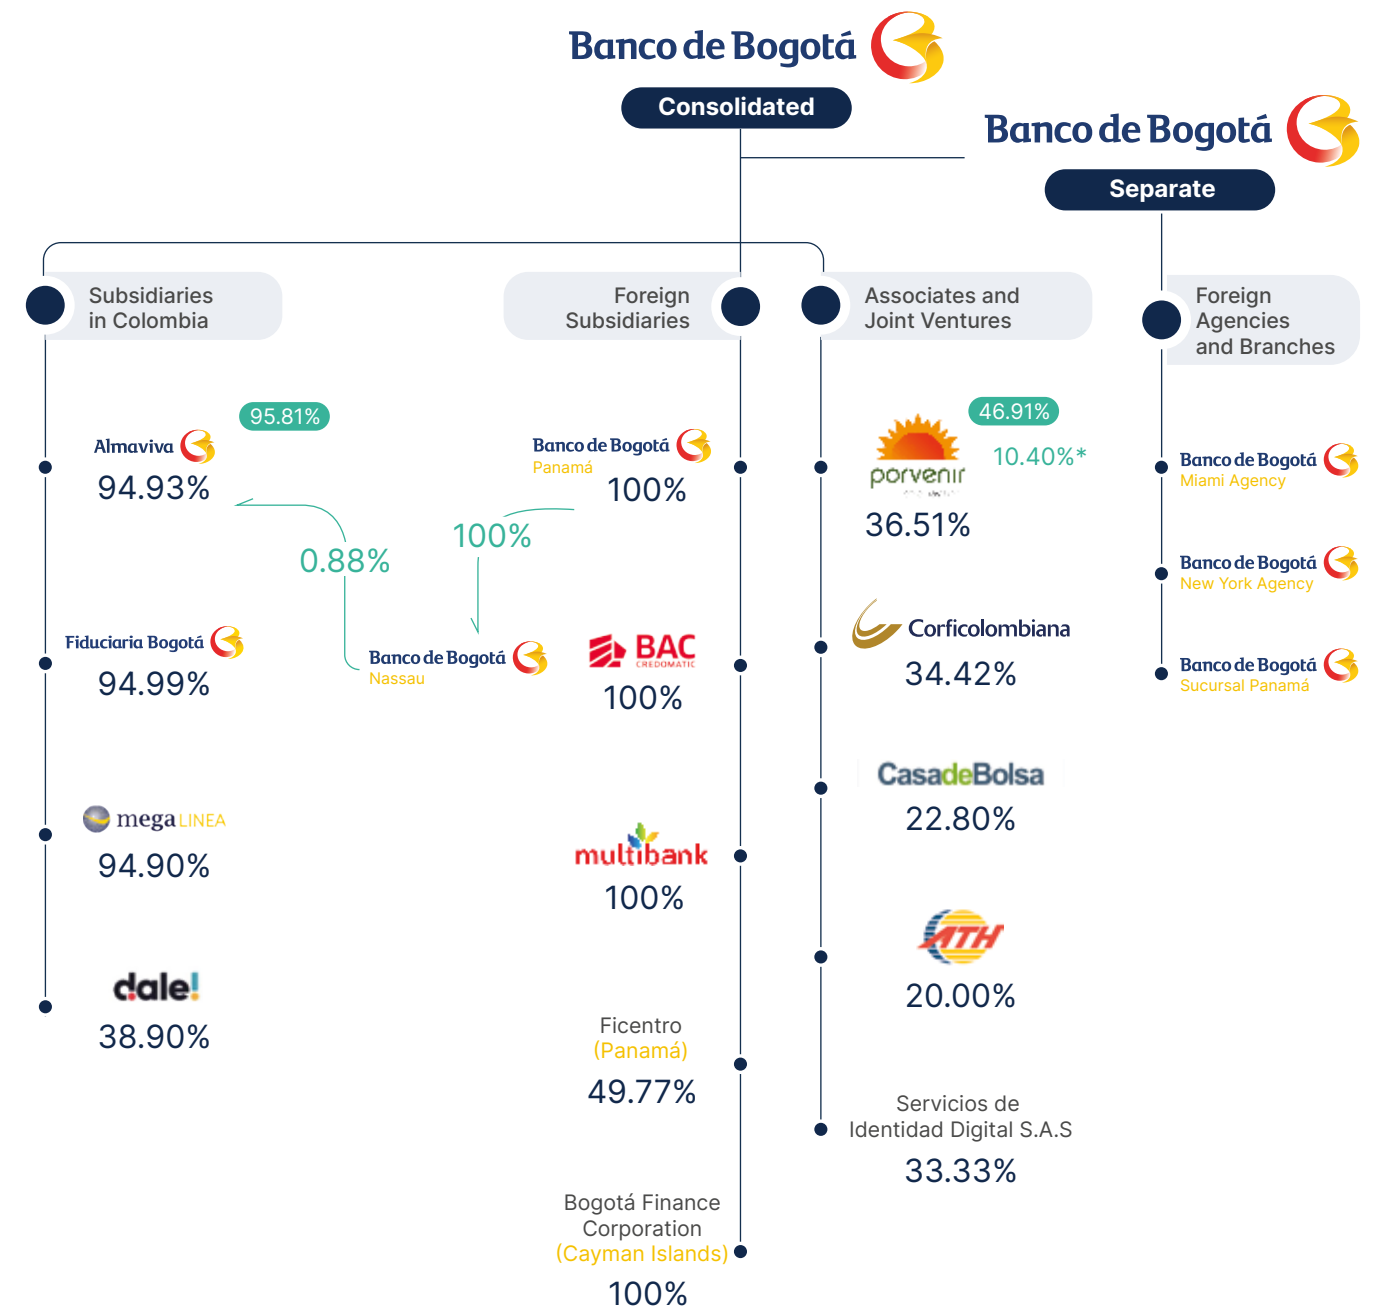 Banco de Bogotá
Consolidated
Banco de Bogotá
Separate
Subsidiaries
in Colombia
95.81%
Almaviva
94.93%
0.88%
Fiduciaria Bogotá
94.99%
mega LINEA
94.90%
dale!
38.90%
Foreign
Subsidiaries
Banco de Bogotá
Panamá
100%
100%
Banco de Bogotá
Nassau
BAC
CREDOMATIC
100%
multibank
100%
Ficentro
(Panamá)
49.77%
Bogotá Finance
Corporation
(Cayman Islands)
100%
Associates and
Joint Ventures
46.91%
10.40%*
porvenir
36.51%
Corficolombiana
34.42%
CasadeBolsa
22.80%
ATH
20.00%
Servicios de
Identidad Digital S.A.S
33.33%
Foreign
Agencies
and Branches
Banco de Bogotá
Miami Agency
Banco de Bogotá
New York Agency
Banco de Bogotá
Sucursal Panamá